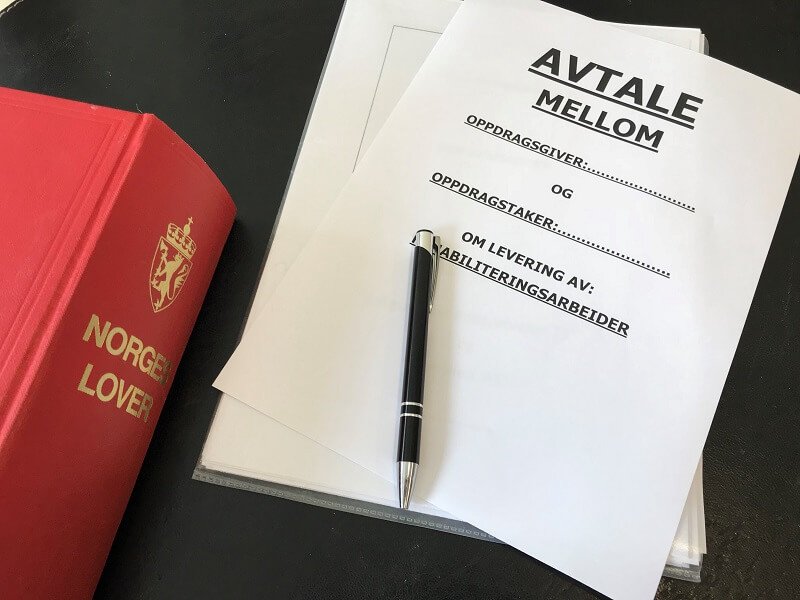 NORGES
LOVER
AVTALE
MELLOM
OPPDRAGSGIVER:......................
OG
OPPDRAGSTAKER:......................
OM LEVERING AV:
ABILITERINGSARBEIDER